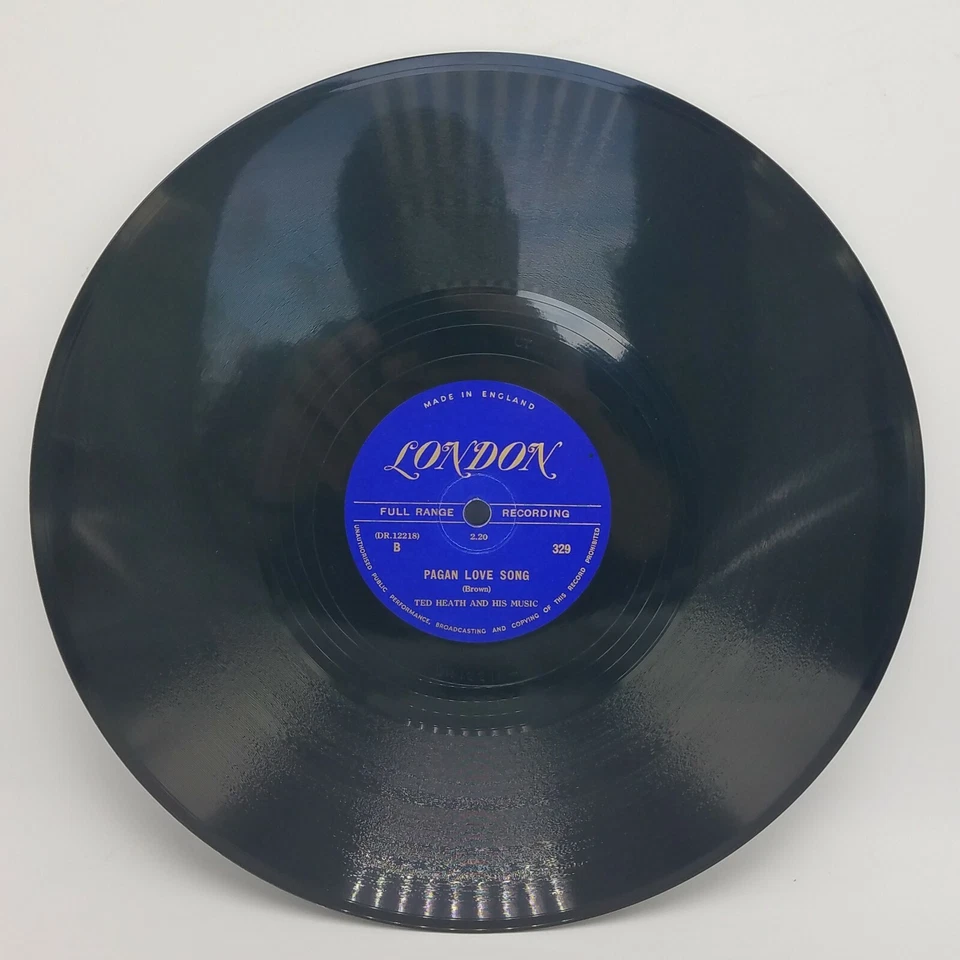 MADE IN ENGLAND
LONDON
FULL RANGE RECORDING
(DR.12218) 2.20
B 329
PAGAN LOVE SONG
(Brown)
TED HEATH AND HIS MUSIC
UNAUTHORISED PUBLIC PERFORMANCE, BROADCASTING AND COPYING OF THIS RECORD PROHIBITED